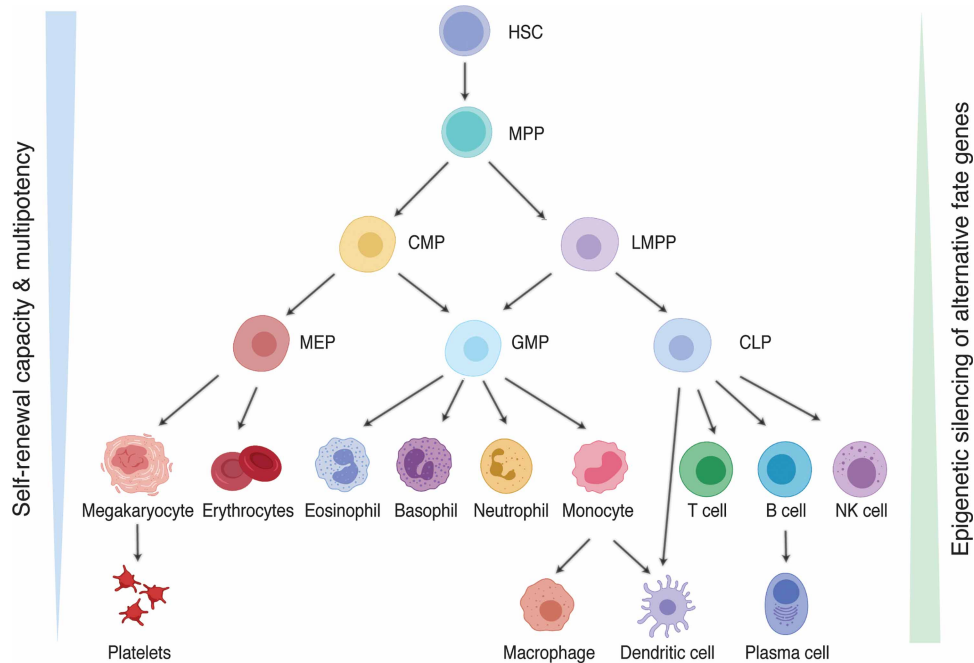 HSC
MPP
CMP
LMPP
MEP
GMP
CLP
Megakaryocyte
Erythrocytes
Eosinophil
Basophil
Neutrophil
Monocyte
T cell
B cell
NK cell
Platelets
Macrophage
Dendritic cell
Plasma cell
Self-renewal capacity & multipotency
Epigenetic silencing of alternative fate genes